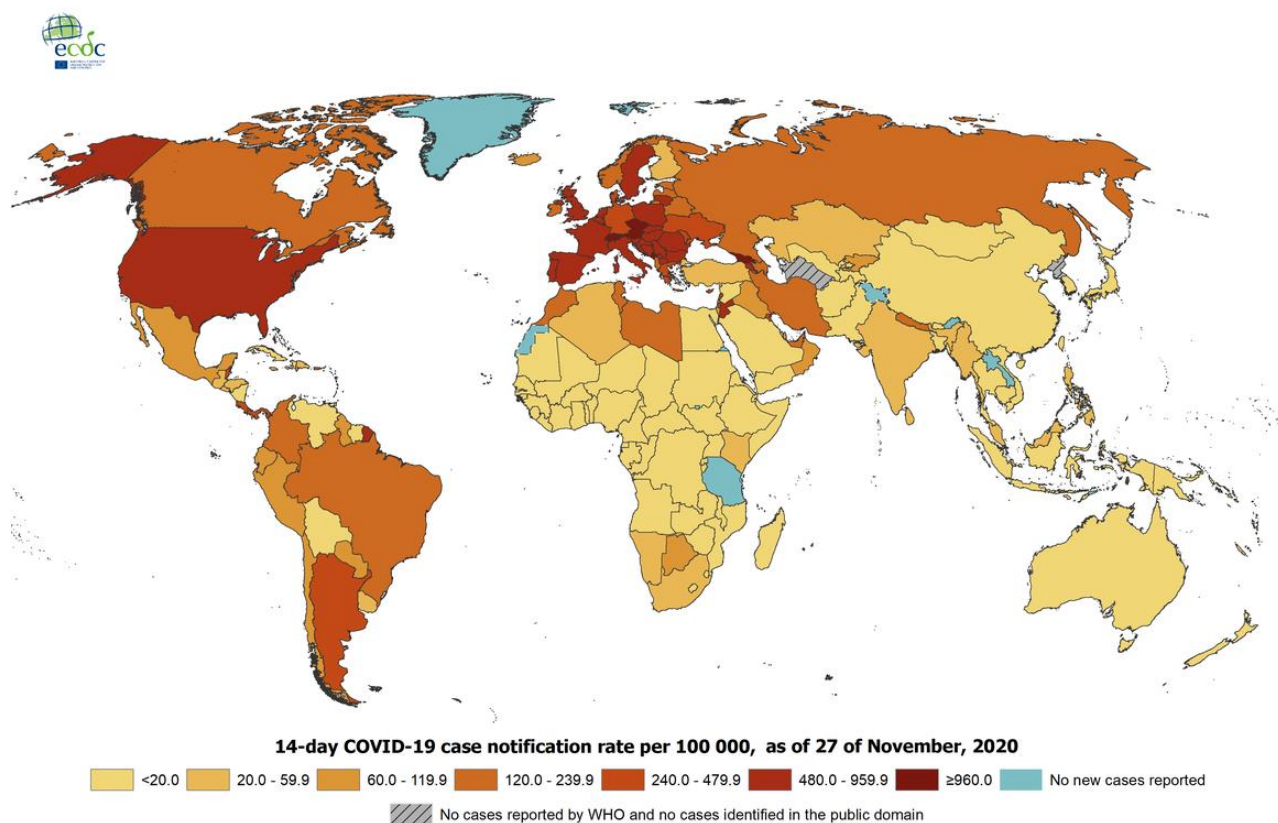 ecdc
14-day COVID-19 case notification rate per 100 000, as of 27 of November, 2020
<20.0 20.0 - 59.9 60.0 - 119.9 120.0 - 239.9 240.0 - 479.9 480.0 - 959.9 ≥960.0 No new cases reported
No cases reported by WHO and no cases identified in the public domain